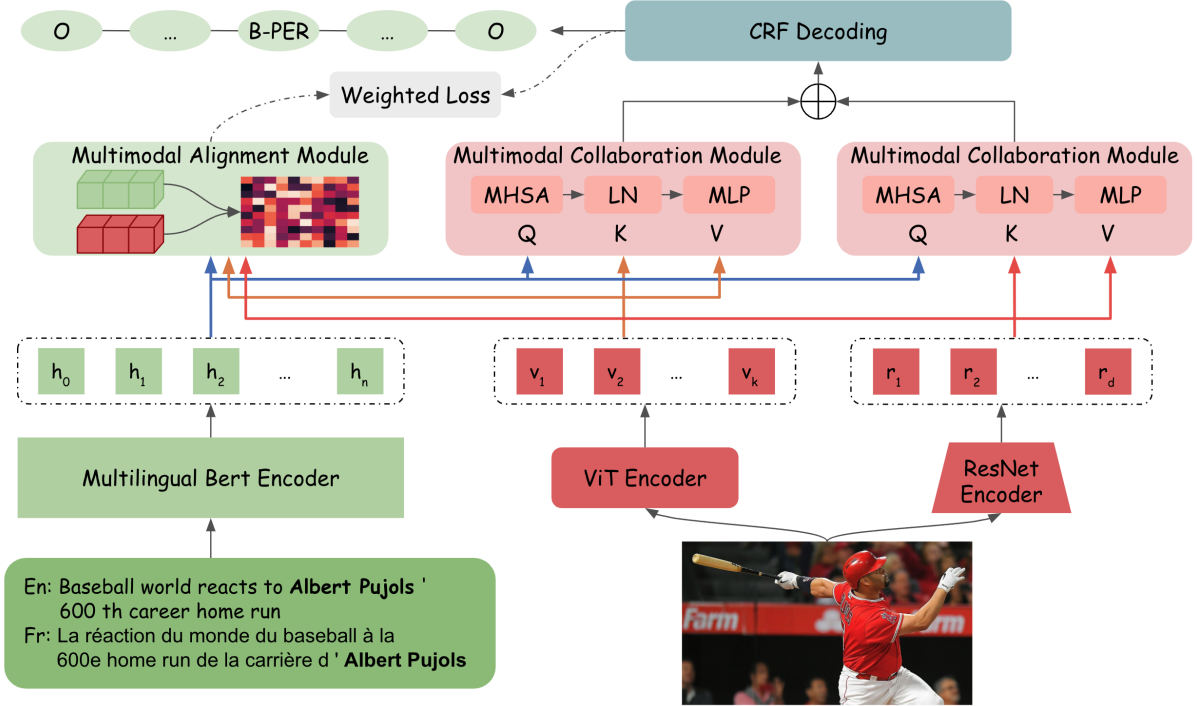 O ... B-PER ... O
CRF Decoding
Weighted Loss
Multimodal Alignment Module
Multimodal Collaboration Module
MHSA LN MLP
Q K V
Multimodal Collaboration Module
MHSA LN MLP
Q K V
h0 h1 h2 ... hn
v1 v2 ... vk
r1 r2 ... rd
Multilingual Bert Encoder
ViT Encoder
ResNet
Encoder
En: Baseball world reacts to Albert Pujols '
600 th career home run
Fr: La réaction du monde du baseball à la
600e home run de la carrière d ' Albert Pujols
Farm
arm